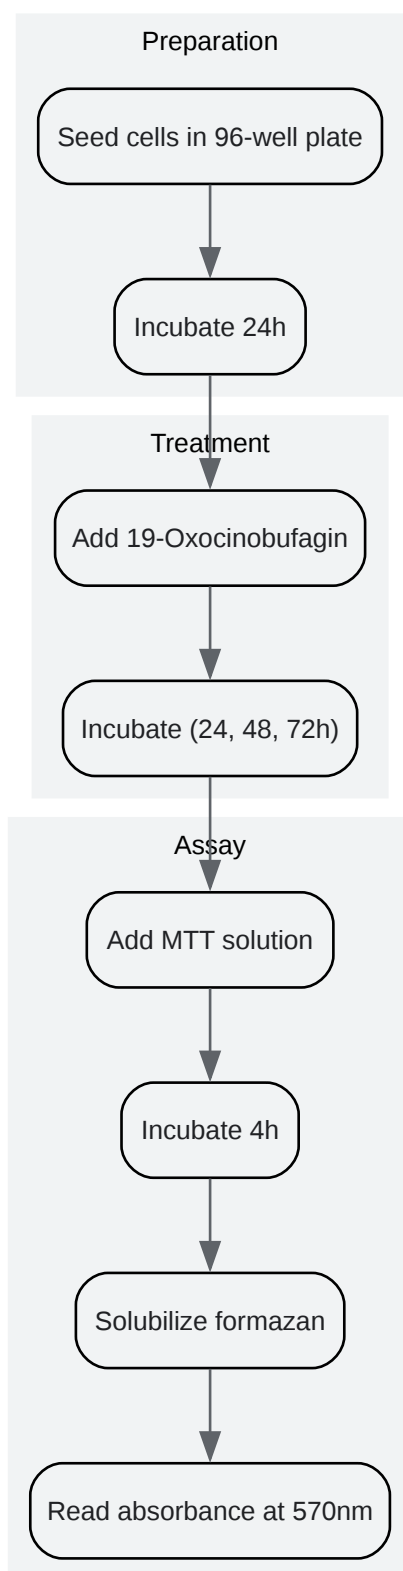 Preparation
Seed cells in 96-well plate
Incubate 24h
Treatment
Add 19-Oxocinobufagin
Incubate (24, 48, 72h)
Assay
Add MTT solution
Incubate 4h
Solubilize formazan
Read absorbance at 570nm